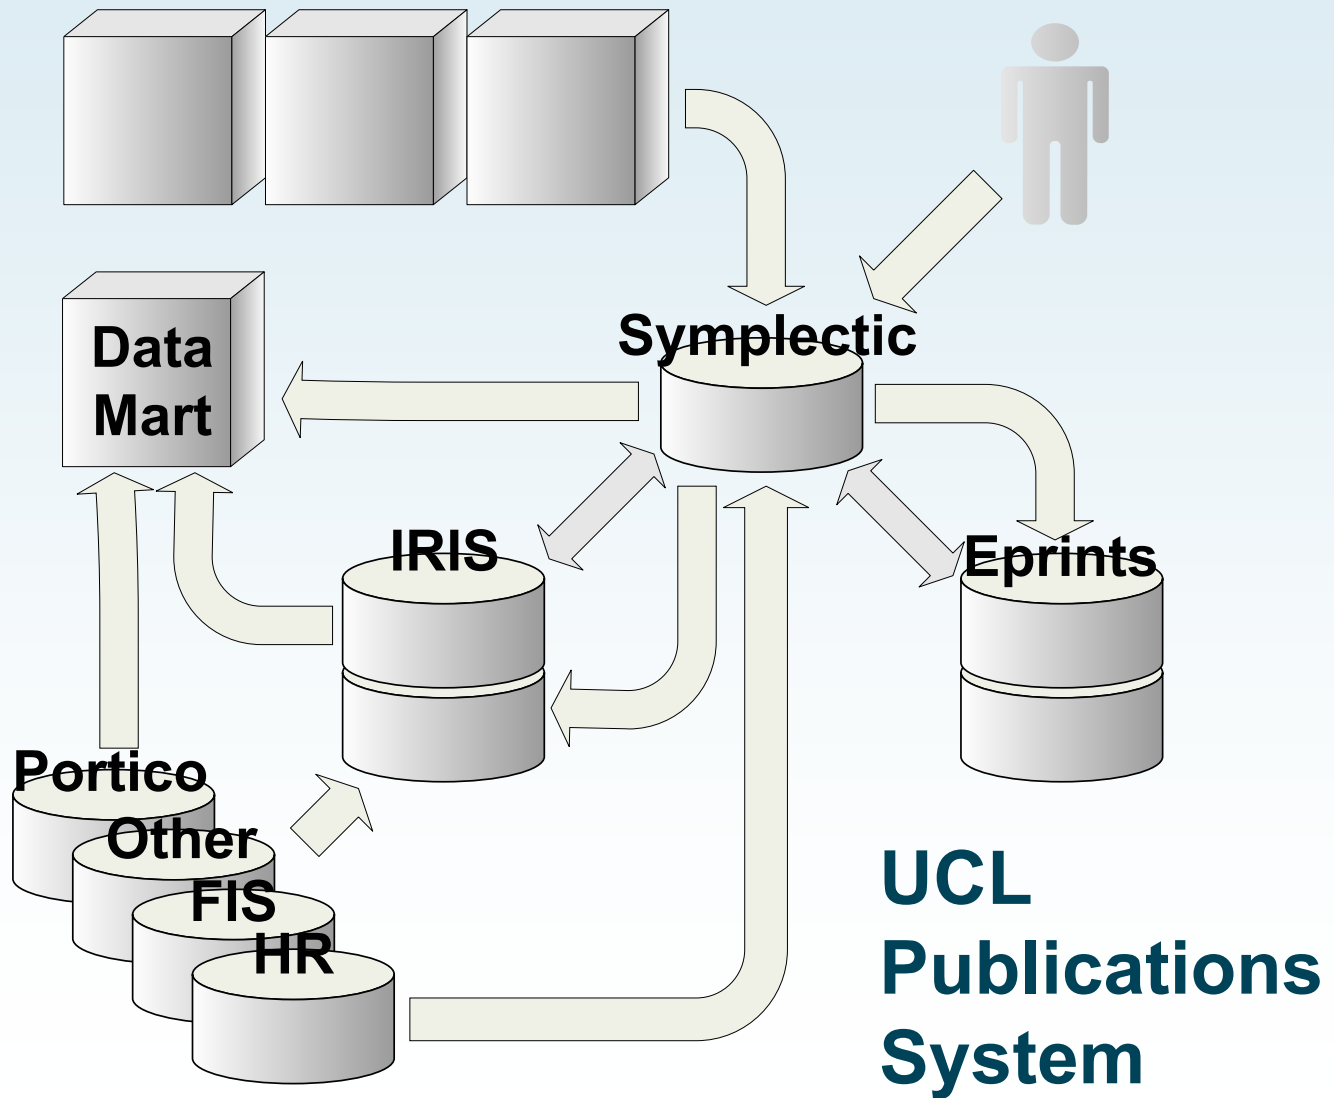 Symplectic
Data
Mart
IRIS
Eprints
Portico
Other
FIS
HR
UCL
Publications
System